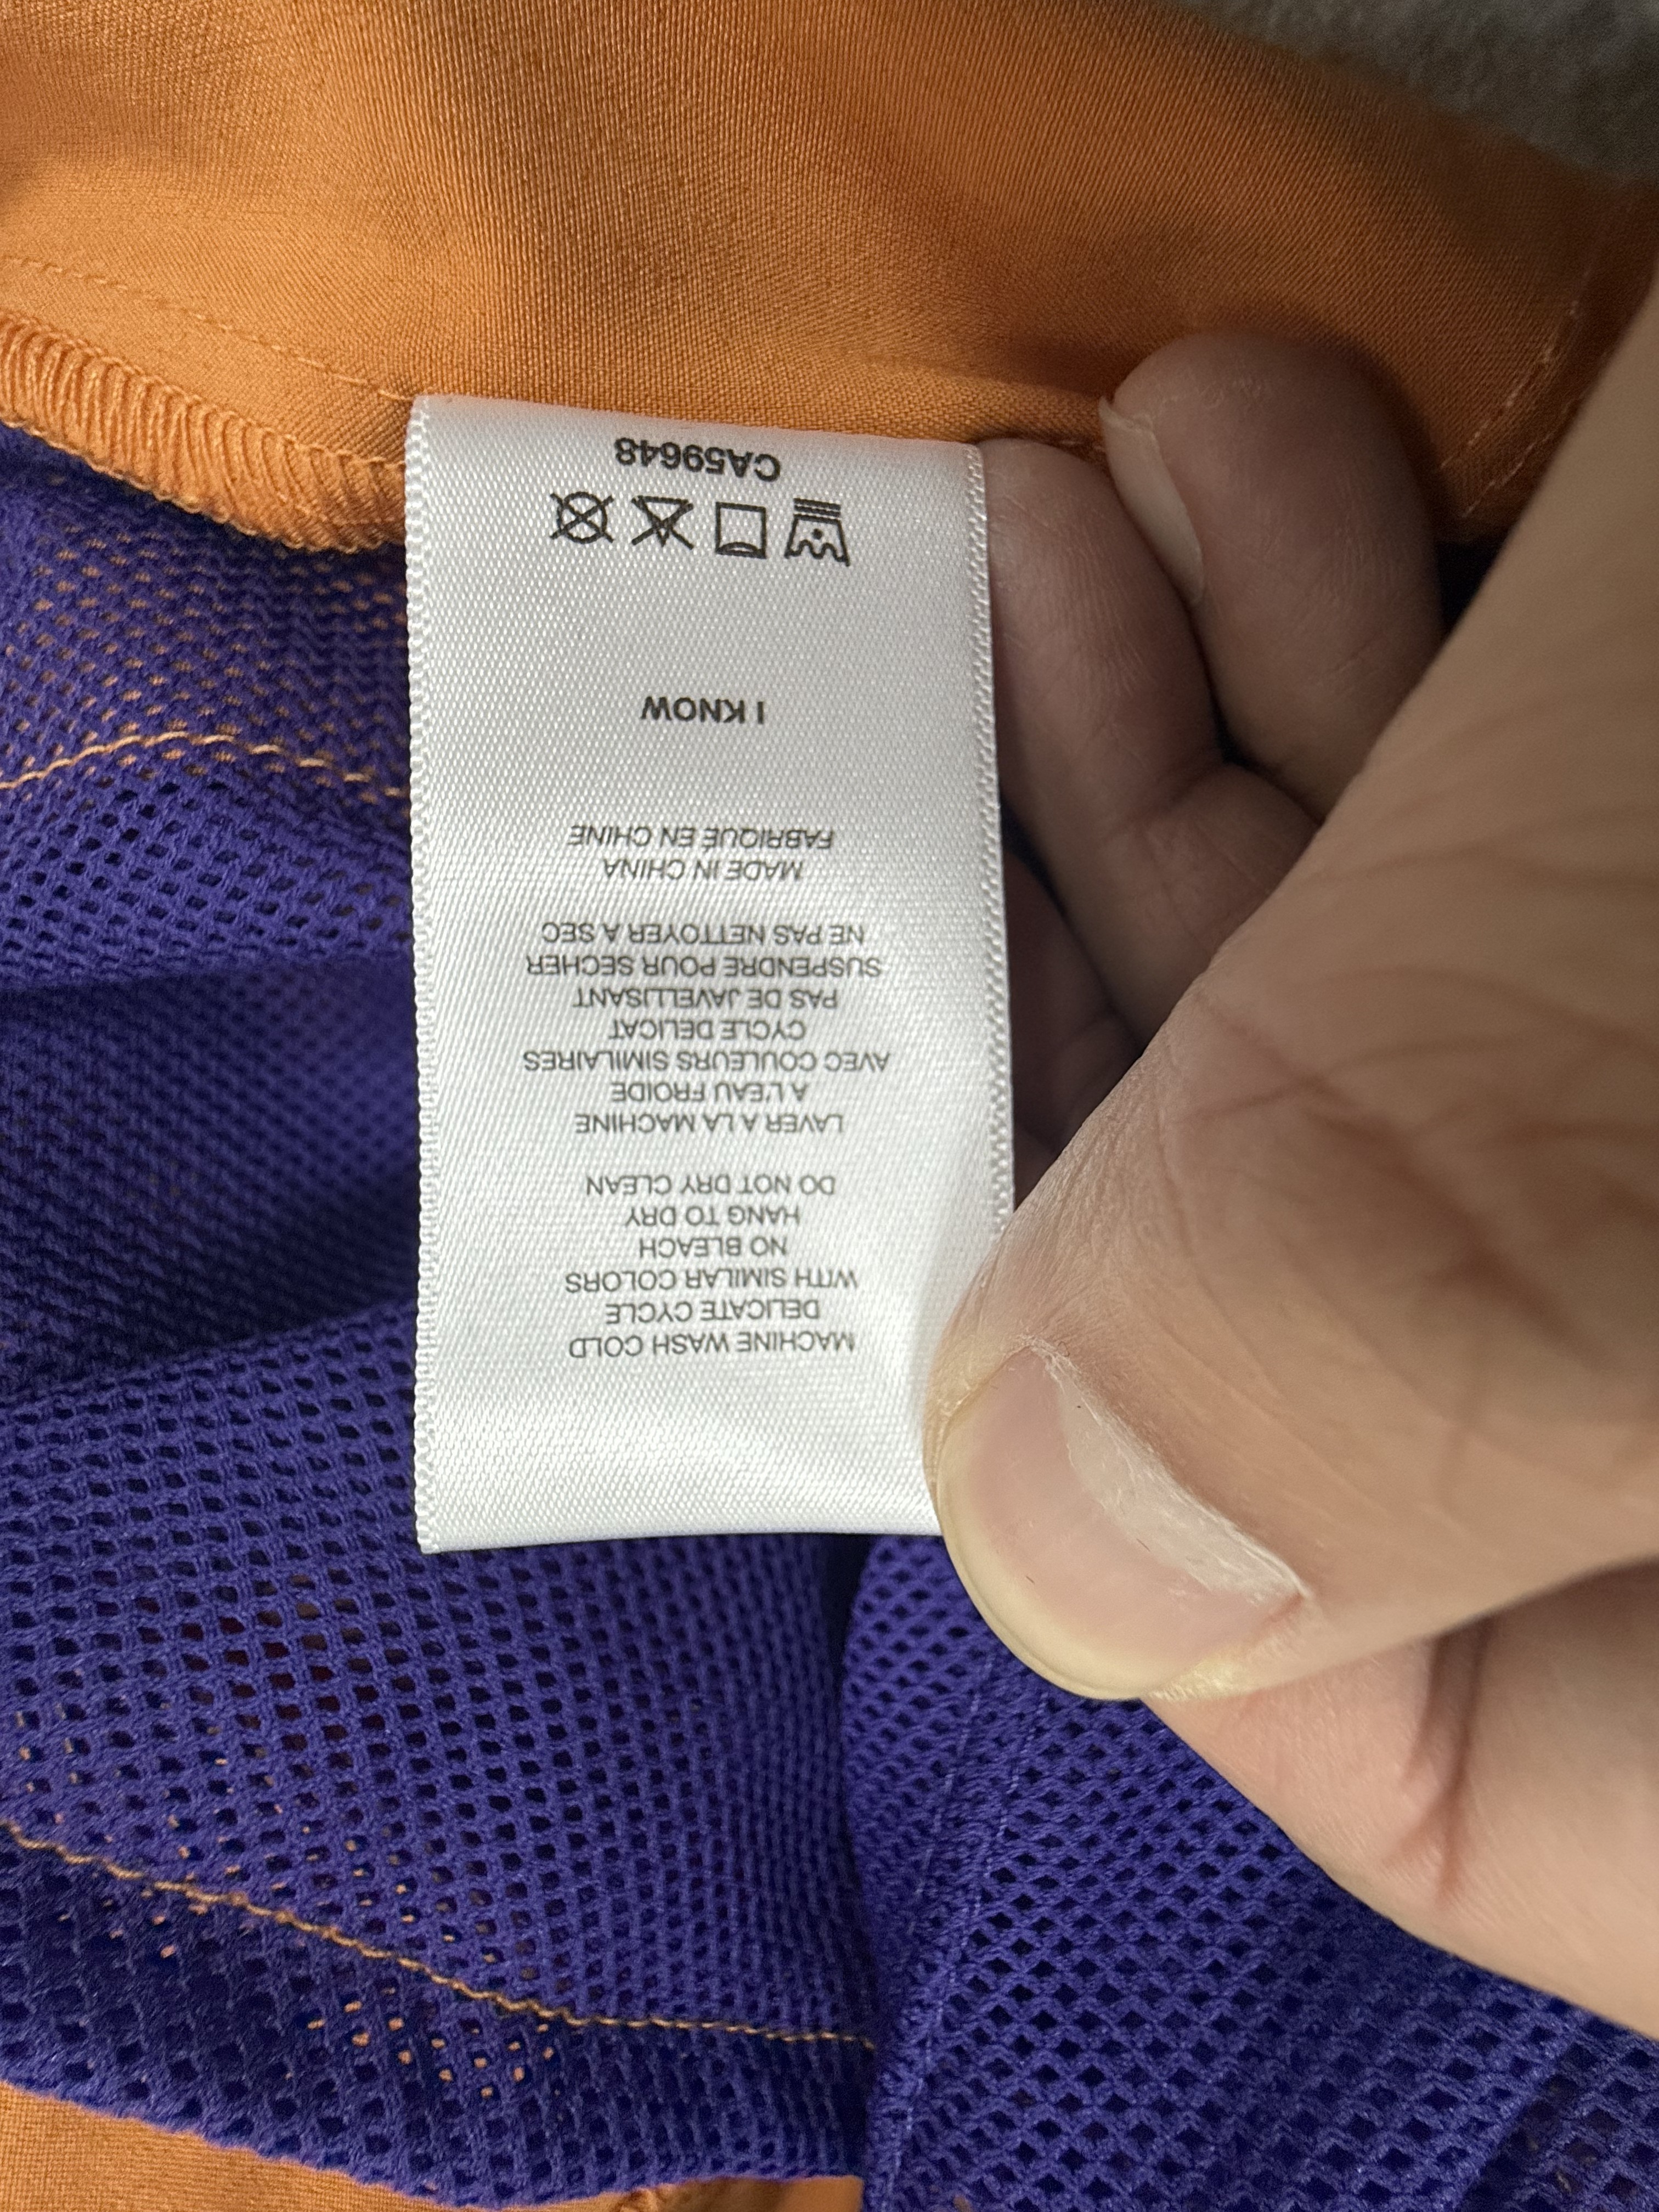 MACHINE WASH COLD
DELICATE CYCLE
WITH SIMILAR COLORS
NO BLEACH
HANG TO DRY
DO NOT DRY CLEAN
LAVER A LA MACHINE
A L'EAU FROIDE
AVEC COULEURS SIMILAIRES
CYCLE DELICAT
PAS DE JAVELLISANT
SUSPENDRE POUR SECHER
NE PAS NETTOYER A SEC
MADE IN CHINA
FABRIQUE EN CHINE
I KNOW
CA59648